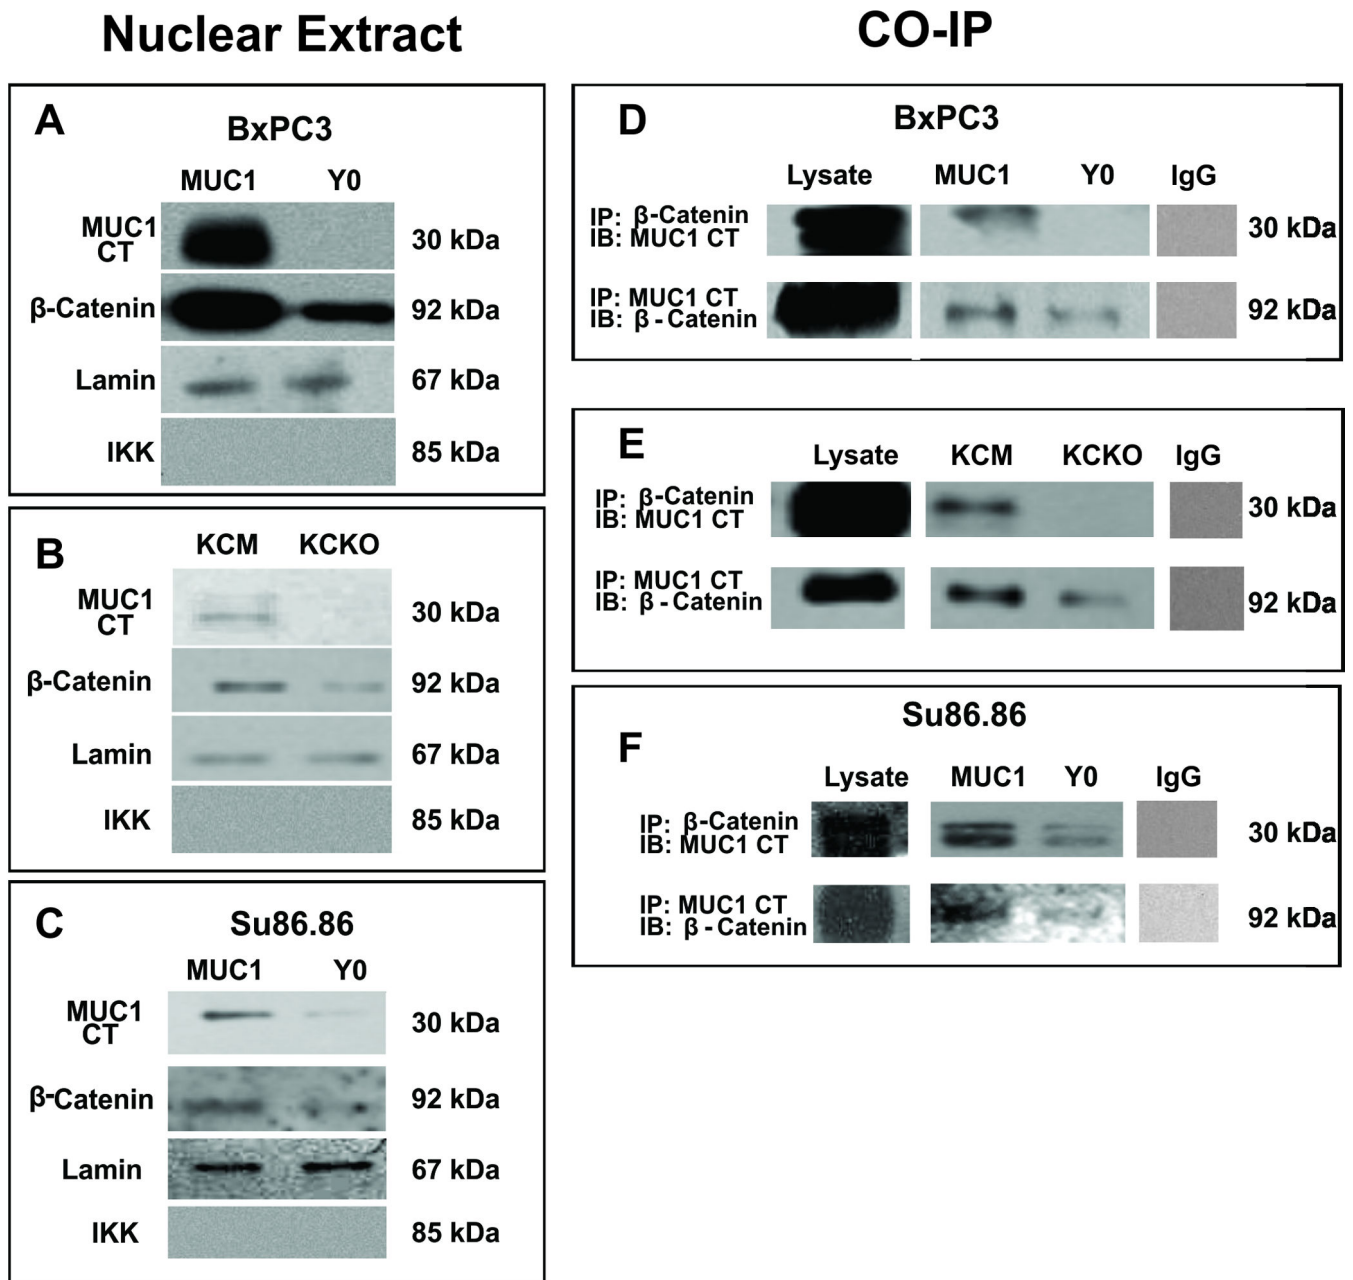 Nuclear Extract
CO-IP
A
BxPC3
MUC1 Y0
MUC1
CT
30 kDa
β-Catenin
92 kDa
Lamin
67 kDa
IKK
85 kDa
B
KCM KCKO
MUC1
CT
30 kDa
β-Catenin
92 kDa
Lamin
67 kDa
IKK
85 kDa
C
Su86.86
MUC1 Y0
MUC1
CT
30 kDa
β-Catenin
92 kDa
Lamin
67 kDa
IKK
85 kDa
D
BxPC3
Lysate MUC1 Y0 IgG
IP: β-Catenin
IB: MUC1 CT
30 kDa
IP: MUC1 CT
IB: β-Catenin
92 kDa
E
Lysate KCM KCKO IgG
IP: β-Catenin
IB: MUC1 CT
30 kDa
IP: MUC1 CT
IB: β-Catenin
92 kDa
Su86.86
F
Lysate MUC1 Y0 IgG
IP: β-Catenin
IB: MUC1 CT
30 kDa
IP: MUC1 CT
IB: β-Catenin
92 kDa